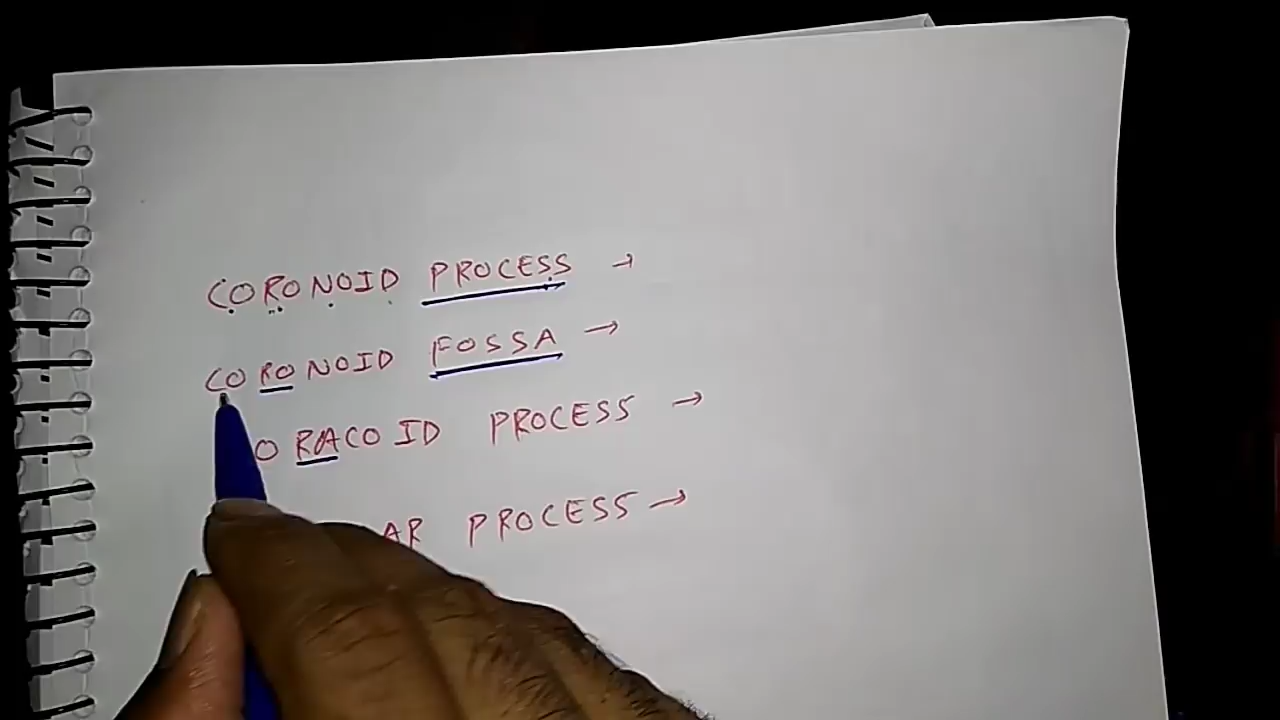 CORONOID PROCESS →
CORONOID FOSSA →
ORACOID PROCESS →
AR PROCESS →